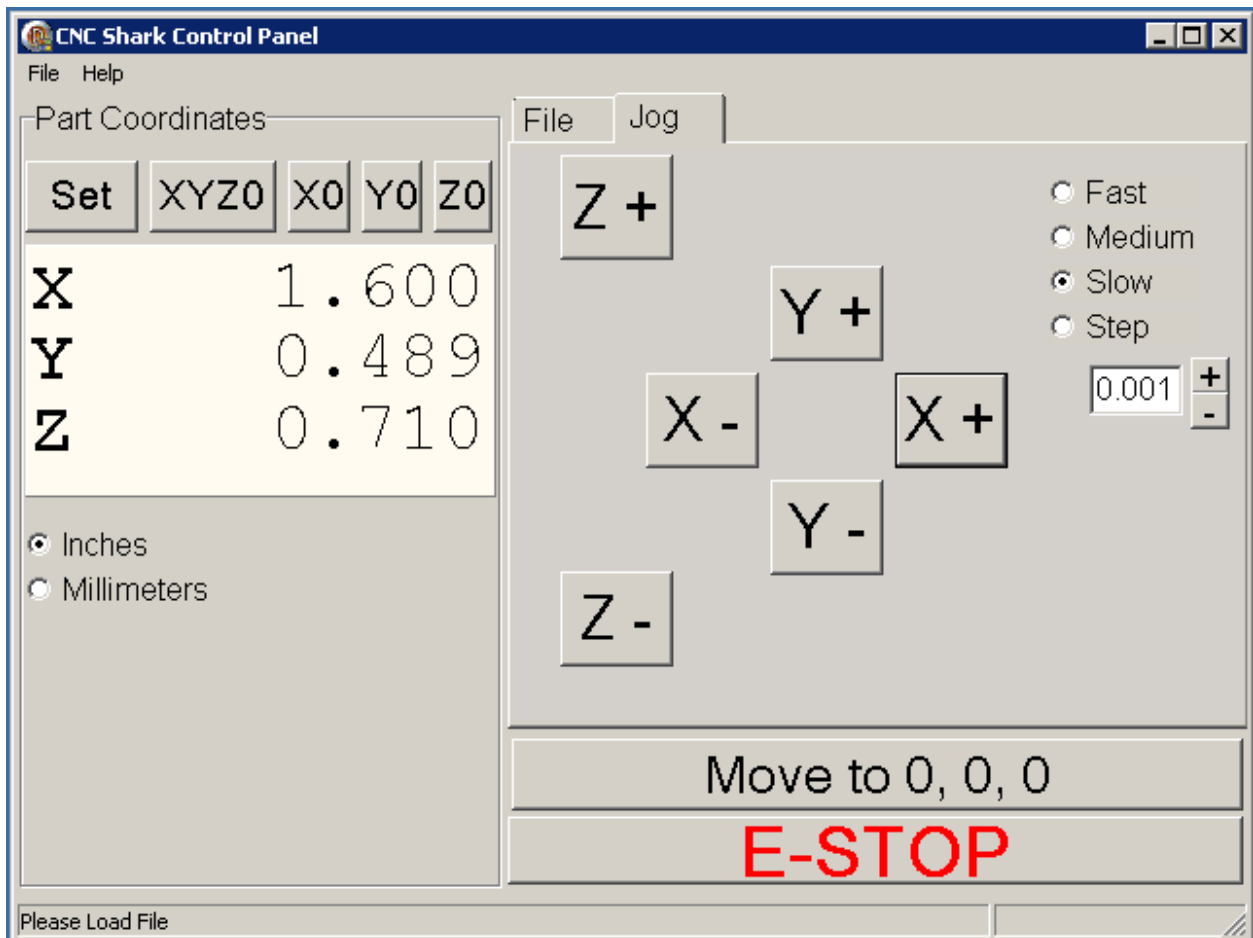 CNC Shark Control Panel
File Help
Part Coordinates
Set XYZ0 X0 Y0 Z0
X 1.600
Y 0.489
Z 0.710
Inches
Millimeters
File Jog
Z +
Y +
X - X +
Y -
Z -
Fast
Medium
Slow
Step
0.001 + -
Move to 0, 0, 0
E-STOP
Please Load File